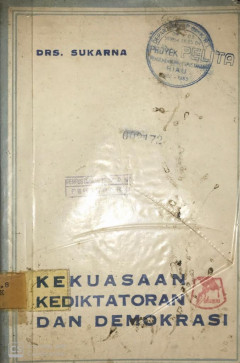 DRS. SUKARNA
PROYEK PELITA
KEKUASAAN
KEDIKTATORAN
DAN DEMOKRASI